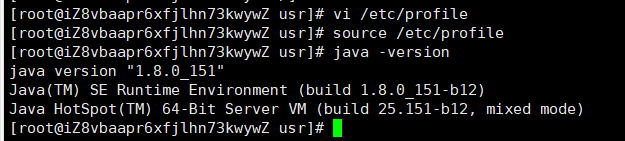 [root@iZ8vbaapr6xfjlhn73kwywZ usr]# vi /etc/profile
[root@iZ8vbaapr6xfjlhn73kwywZ usr]# source /etc/profile
[root@iZ8vbaapr6xfjlhn73kwywZ usr]# java -version
java version "1.8.0_151"
Java(TM) SE Runtime Environment (build 1.8.0_151-b12)
Java HotSpot(TM) 64-Bit Server VM (build 25.151-b12, mixed mode)
[root@iZ8vbaapr6xfjlhn73kwywZ usr]#